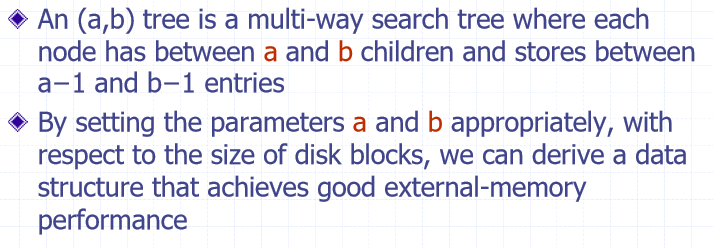 An (a,b) tree is a multi-way search tree where each
node has between a and b children and stores between
a−1 and b−1 entries
By setting the parameters a and b appropriately, with
respect to the size of disk blocks, we can derive a data
structure that achieves good external-memory
performance